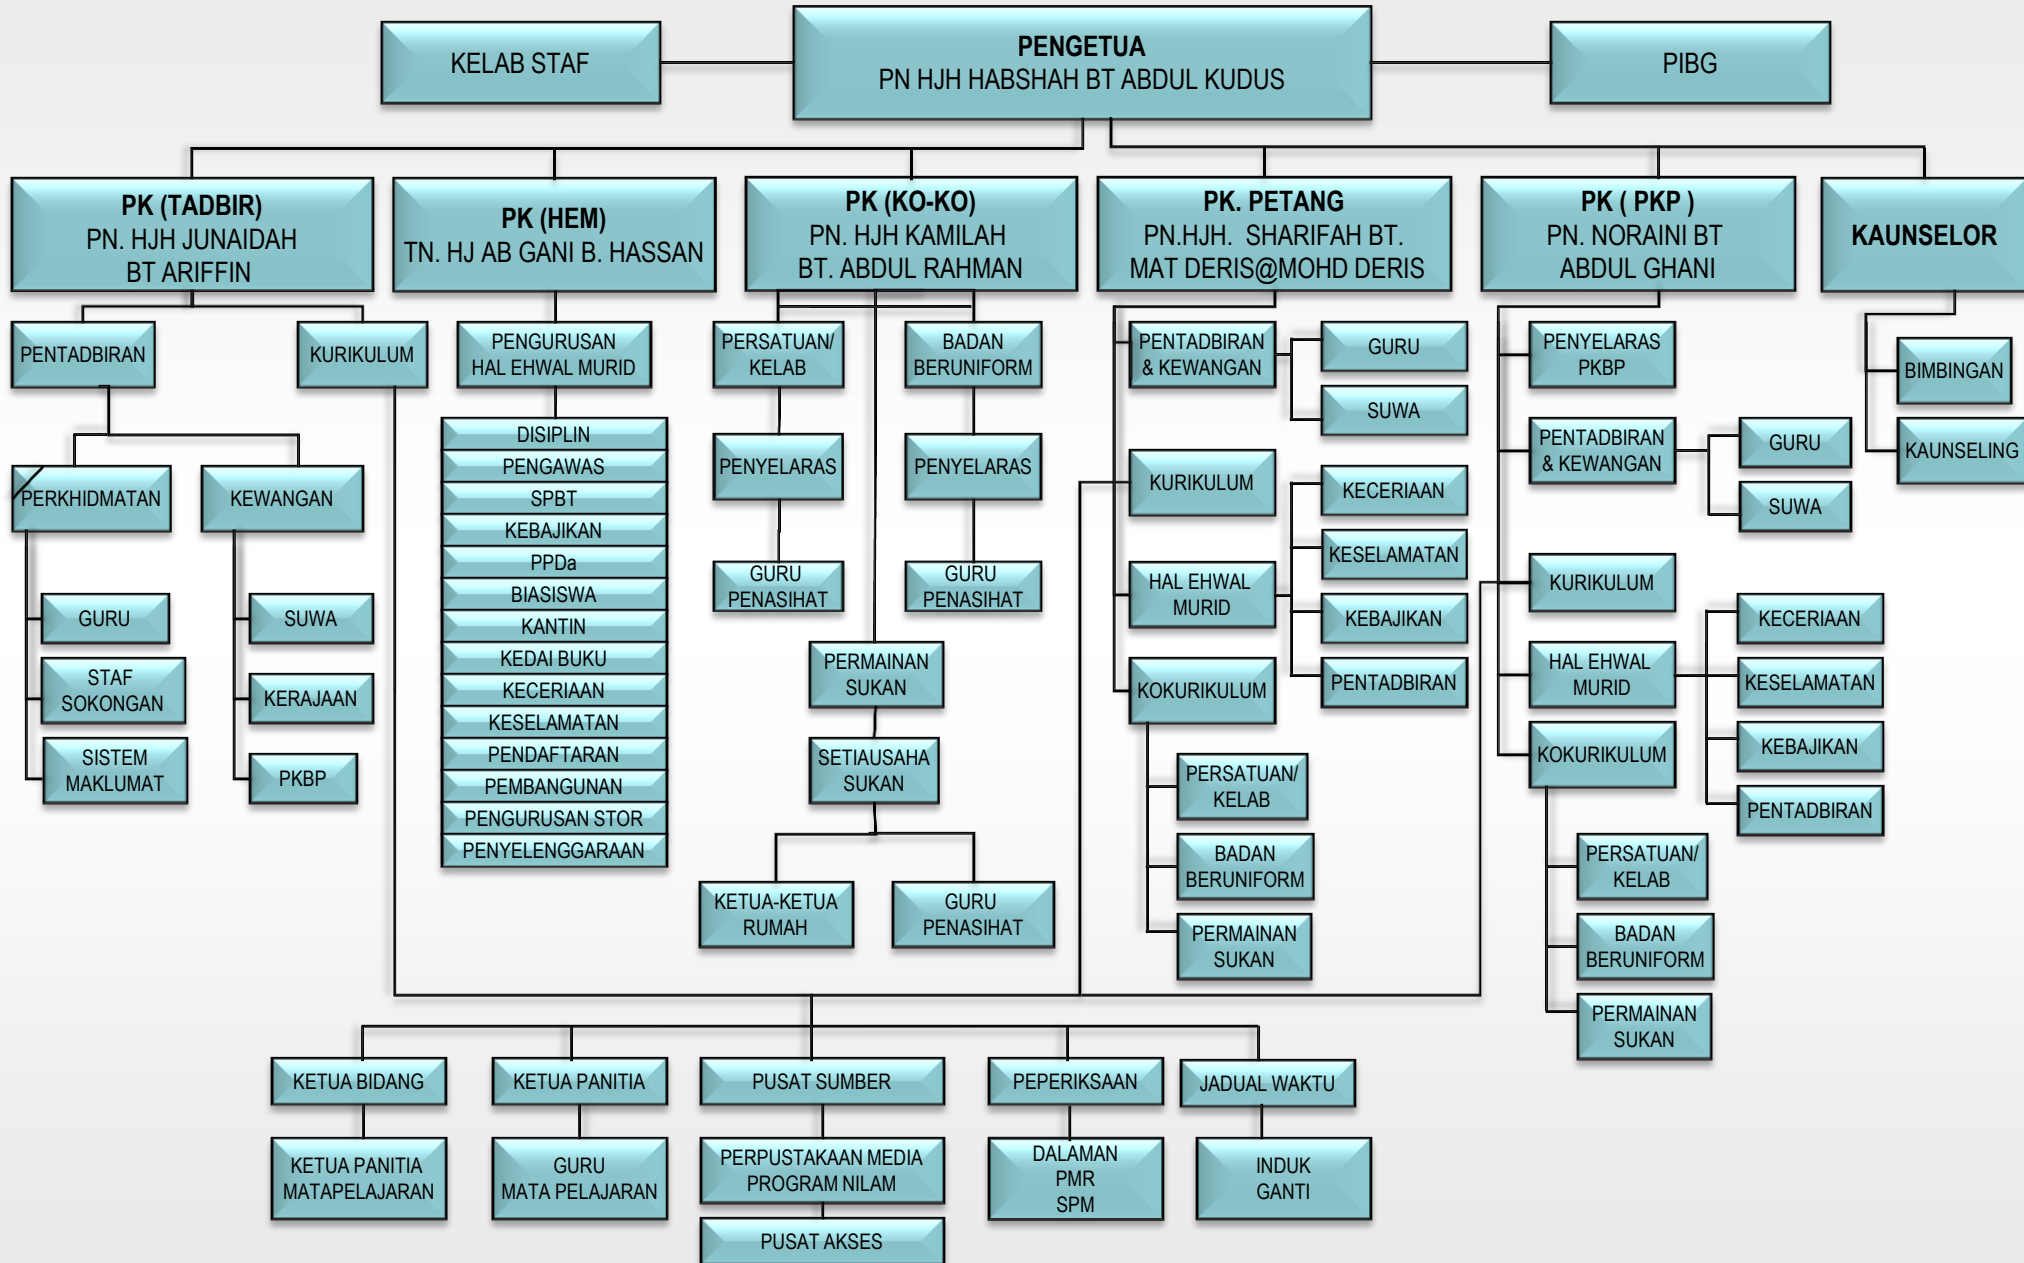 KELAB STAF
PENGETUA
PN HJH HABSHAH BT ABDUL KUDUS
PIBG
PK (TADBIR)
PN. HJH JUNAIDAH
BT ARIFFIN
PK (HEM)
TN. HJ AB GANI B. HASSAN
PK (KO-KO)
PN. HJH KAMILAH
BT. ABDUL RAHMAN
PK. PETANG
PN.HJH. SHARIFAH BT.
MAT DERIS@MOHD DERIS
PK ( PKP )
PN. NORAINI BT
ABDUL GHANI
KAUNSELOR
PENTADBIRAN
KURIKULUM
PERKHIDMATAN
KEWANGAN
GURU
STAF
SOKONGAN
SISTEM
MAKLUMAT
SUWA
KERAJAAN
PKBP
PENGURUSAN
HAL EHWAL MURID
DISIPLIN
PENGAWAS
SPBT
KEBAJIKAN
PPDa
BIASISWA
KANTIN
KEDAI BUKU
KECERIAAN
KESELAMATAN
PENDAFTARAN
PEMBANGUNAN
PENGURUSAN STOR
PENYELENGGARAAN
PERSATUAN/
KELAB
PENYELARAS
GURU
PENASIHAT
BADAN
BERUNIFORM
PENYELARAS
GURU
PENASIHAT
PERMAINAN
SUKAN
SETIAUSAHA
SUKAN
KETUA-KETUA
RUMAH
GURU
PENASIHAT
PENTADBIRAN
& KEWANGAN
GURU
SUWA
KURIKULUM
HAL EHWAL
MURID
KECERIAAN
KESELAMATAN
KEBAJIKAN
PENTADBIRAN
KOKURIKULUM
PERSATUAN/
KELAB
BADAN
BERUNIFORM
PERMAINAN
SUKAN
PENYELARAS
PKBP
PENTADBIRAN
& KEWANGAN
GURU
SUWA
KURIKULUM
HAL EHWAL
MURID
KECERIAAN
KESELAMATAN
KEBAJIKAN
PENTADBIRAN
KOKURIKULUM
PERSATUAN/
KELAB
BADAN
BERUNIFORM
PERMAINAN
SUKAN
BIMBINGAN
KAUNSELING
KETUA BIDANG
KETUA PANITIA
MATAPELAJARAN
KETUA PANITIA
GURU
MATA PELAJARAN
PUSAT SUMBER
PERPUSTAKAAN MEDIA
PROGRAM NILAM
PUSAT AKSES
PEPERIKSAAN
DALAMAN
PMR
SPM
JADUAL WAKTU
INDUK
GANTI